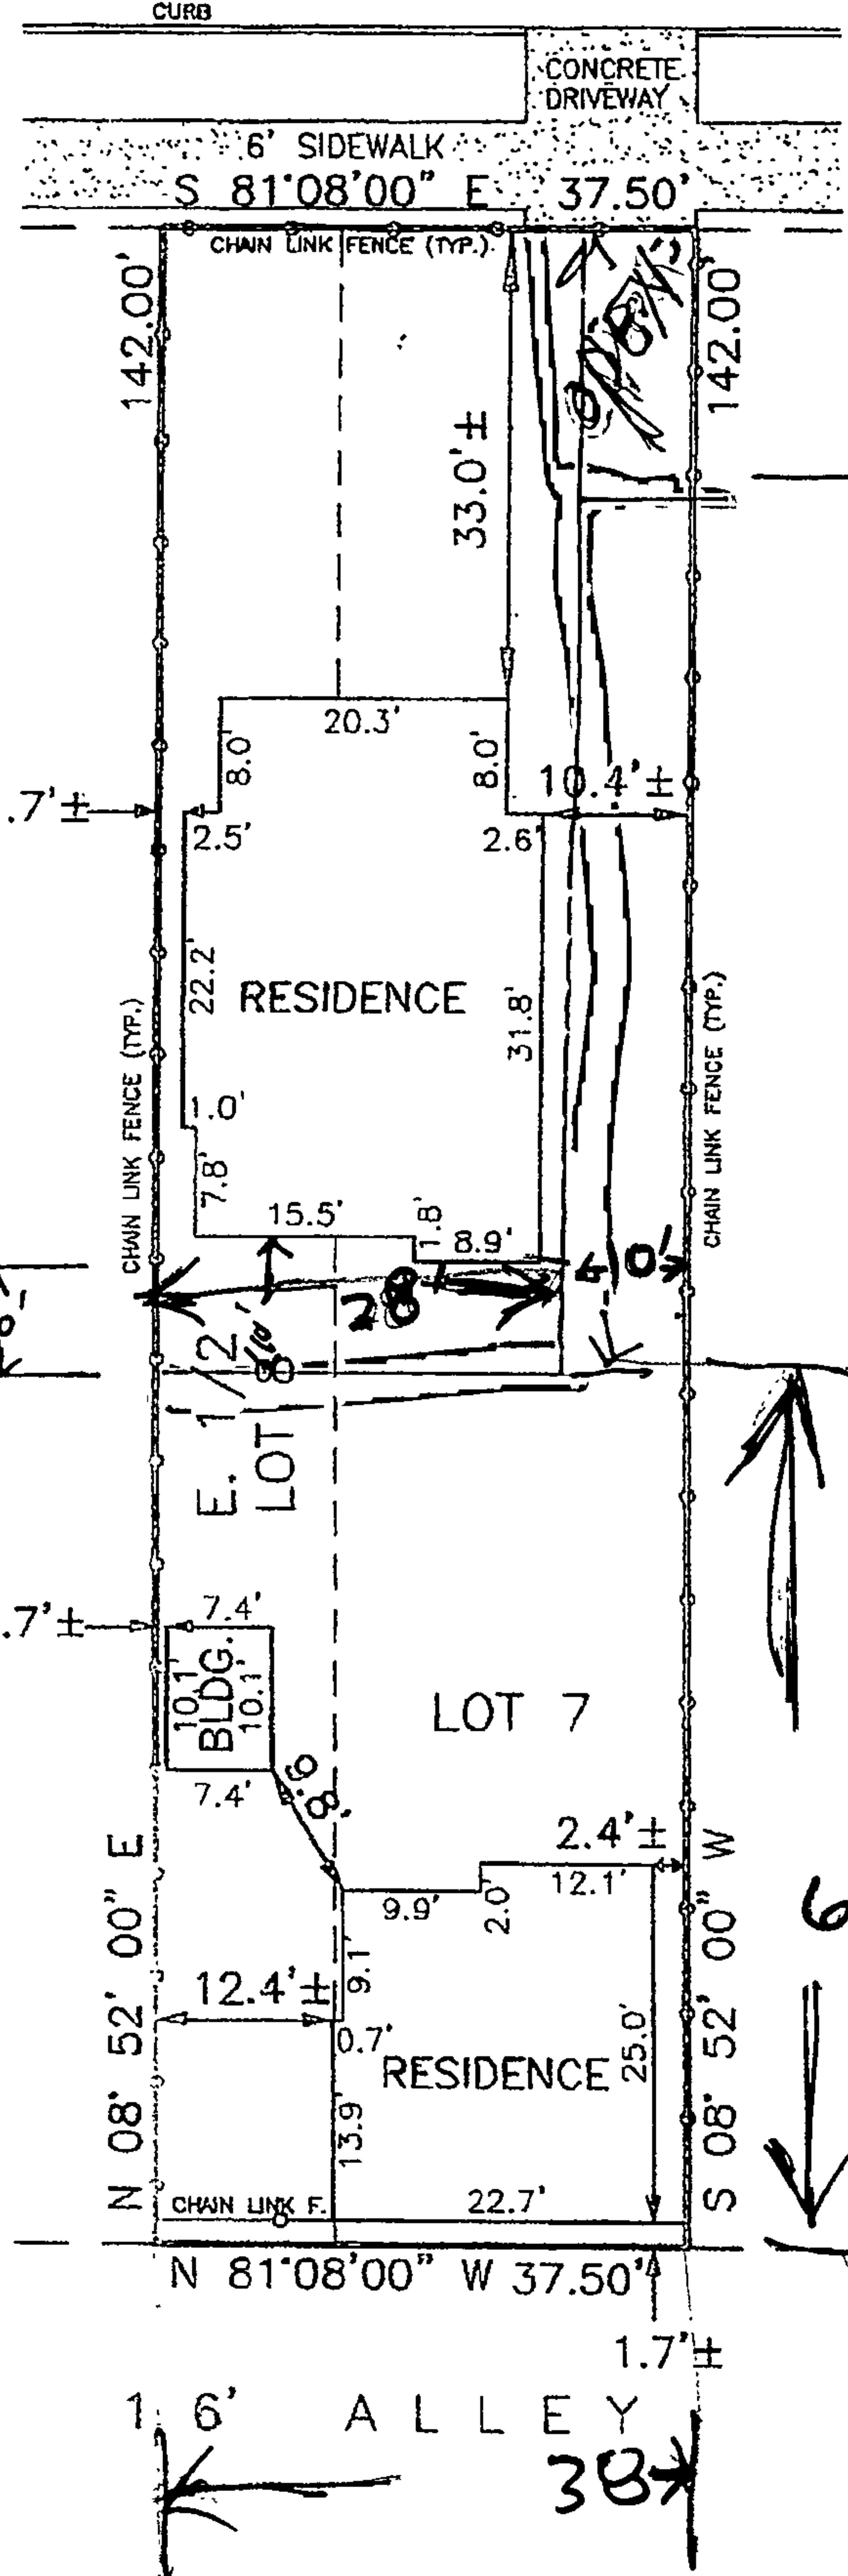 CURB
CONCRETE
DRIVEWAY
6' SIDEWALK
S 81°08'00" E 37.50'
CHAIN LINK FENCE (TYP.)
142.00'
142.00'
OPEN
33.0'±
20.3'
8.0'
8.0'
10.4'±
.7'±
2.5'
2.6'
22.2'
RESIDENCE
31.8'
CHAIN LINK FENCE (TYP.)
CHAIN LINK FENCE (TYP.)
1.0'
7.8'
15.5'
1.8'
8.9'
28'
10'
E. 1/2
LOT 8
.7'±
7.4'
10.1'
BLDG.
10.1'
LOT 7
7.4'
9.8'
2.4'±
12.1'
9.9'
2.0'
9.1'
12.4'±
0.7'
RESIDENCE
25.0'
13.9'
N 08° 52' 00" E
S 08° 52' 00" W
6
CHAIN LINK F.
22.7'
N 81°08'00" W 37.50'
1.7'±
16' ALLEY
38